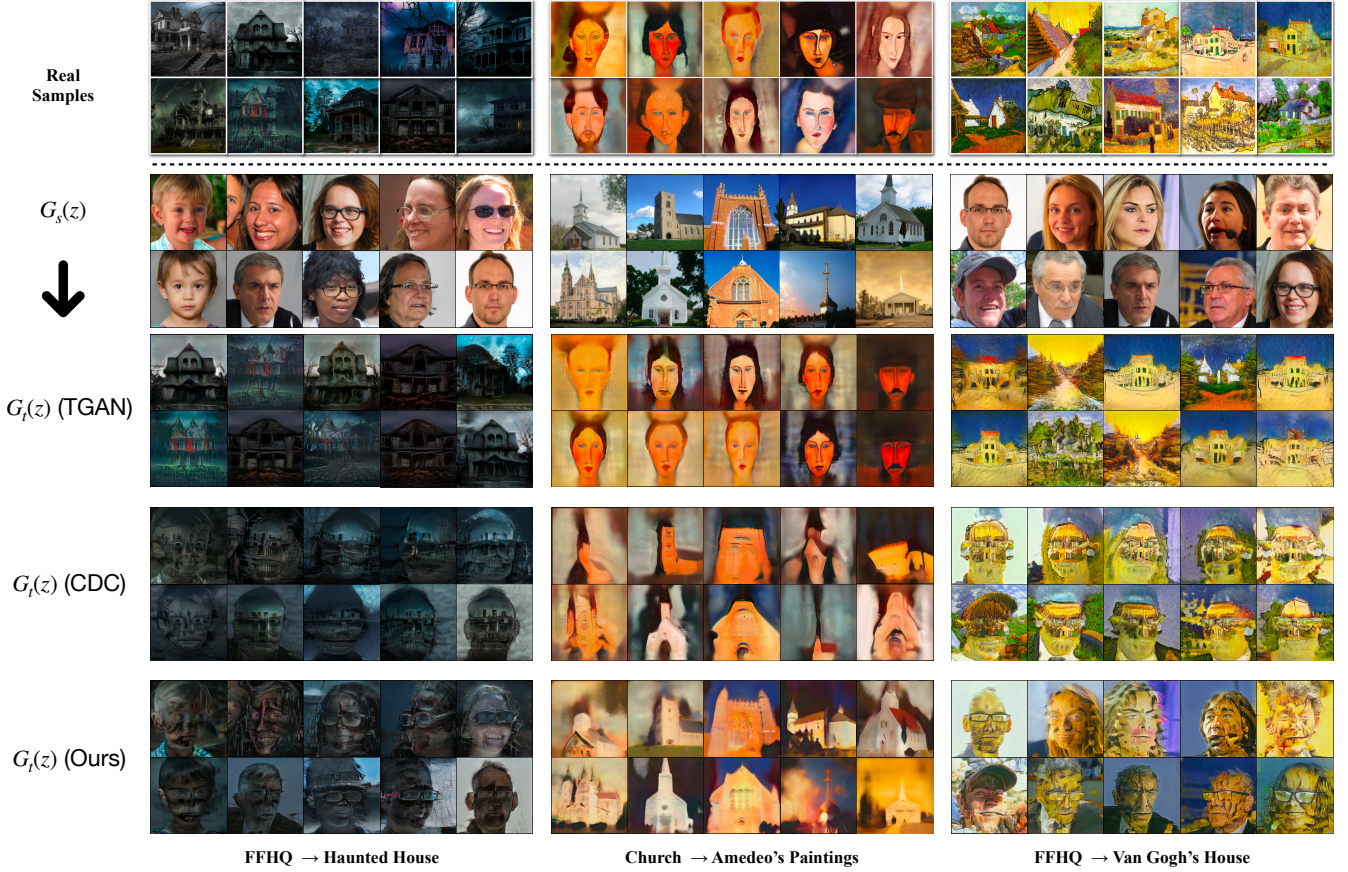 Real
Samples
Gₛ(z)
Gₜ(z) (TGAN)
Gₜ(z) (CDC)
Gₜ(z) (Ours)
FFHQ → Haunted House
Church → Amedeo's Paintings
FFHQ → Van Gogh's House